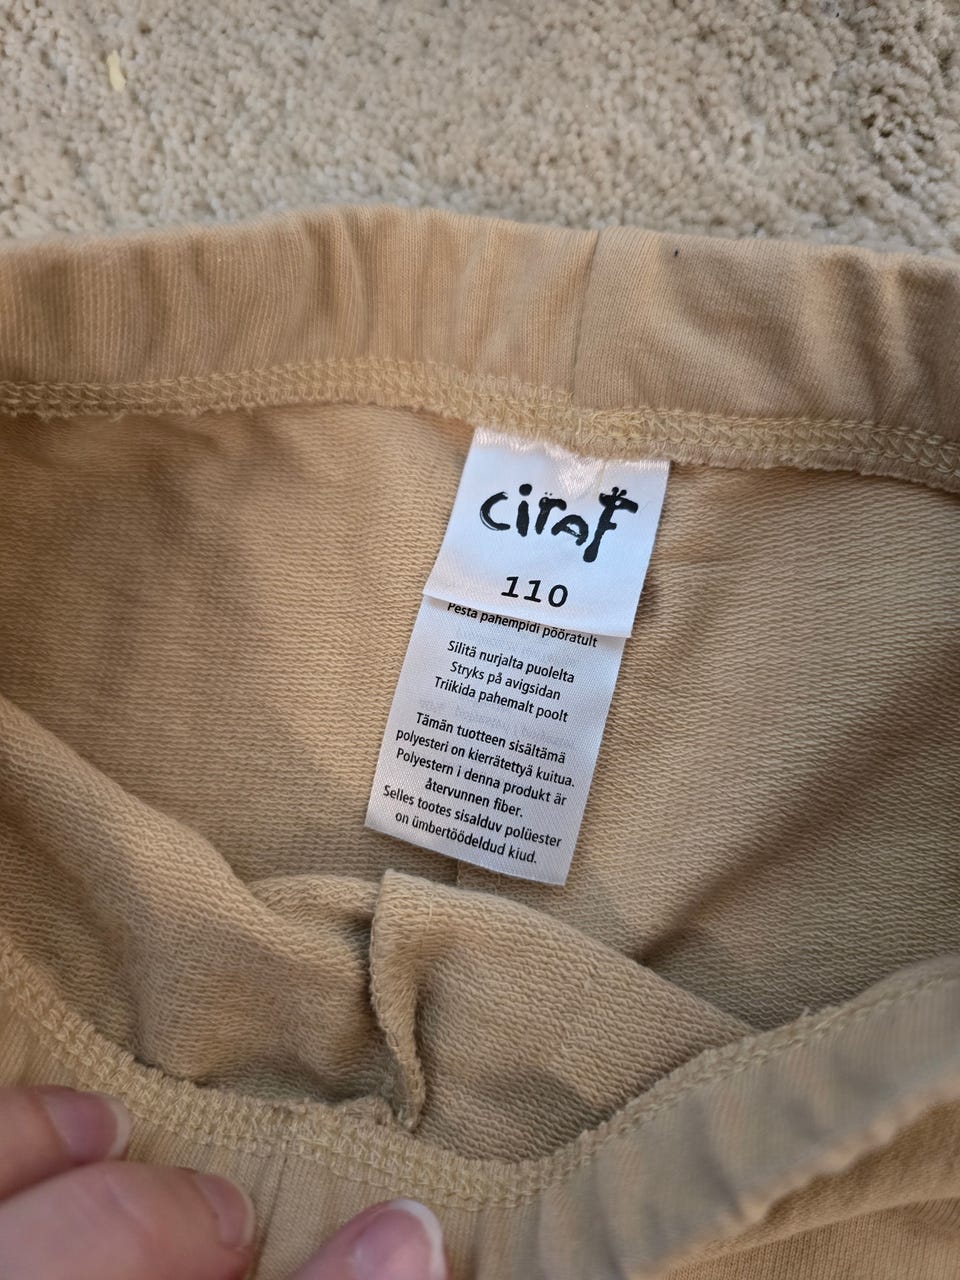 ciraf
110
Pesta pahempidi pööratult
Silitä nurjalta puolelta
Stryks på avigsidan
Triikida pahemalt poolt
Tämän tuotteen sisältämä
polyesteri on kierrätettyä kuitua.
Polyestern i denna produkt är
återvunnen fiber.
Selles tootes sisalduv polüester
on ümbertöödeldud kiud.